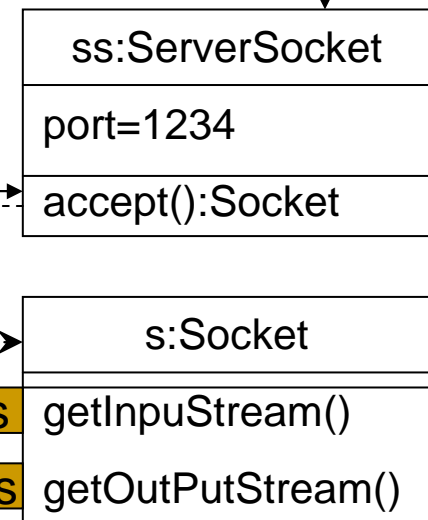 ss:ServerSocket
port=1234
accept():Socket
s:Socket
s getInpuStream()
s getOutPutStream()